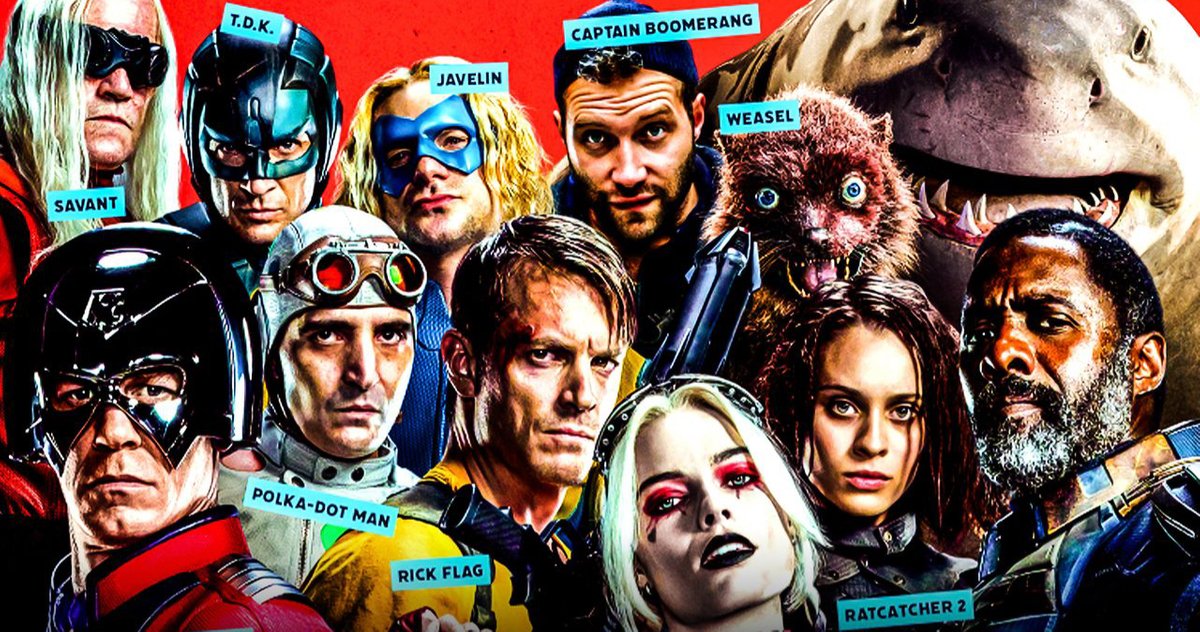 T.D.K.
CAPTAIN BOOMERANG
JAVELIN
WEASEL
SAVANT
POLKA-DOT MAN
RICK FLAG
RATCATCHER 2